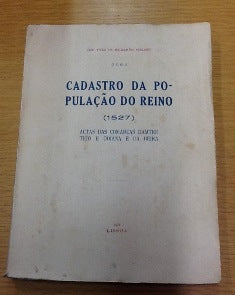 CADASTRO DA PO-
PULAÇÃO DO REINO
(1527)
ACTAS DAS COMARCAS DAMTRE
TEJO E ODIANA E DA BEIRA
LISBOA